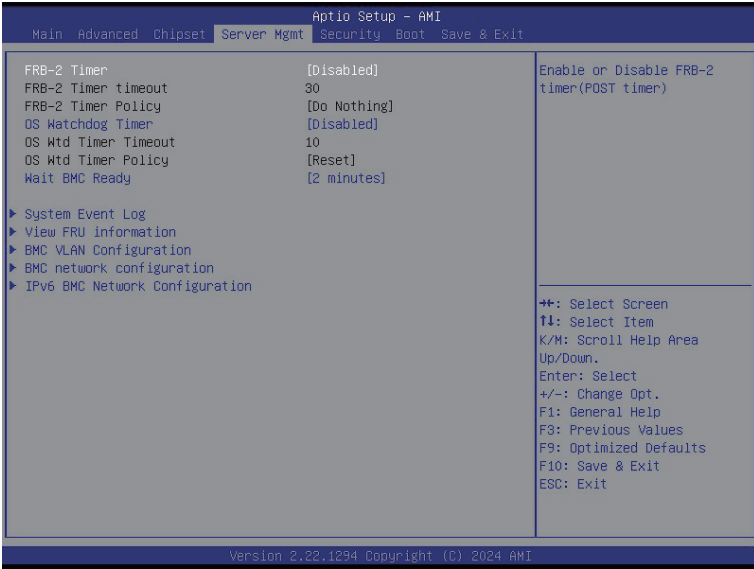 Aptio Setup - AMI
Main Advanced Chipset Server Mgmt Security Boot Save & Exit
FRB-2 Timer [Disabled]
FRB-2 Timer timeout 30
FRB-2 Timer Policy [Do Nothing]
OS Watchdog Timer [Disabled]
OS Wtd Timer Timeout 10
OS Wtd Timer Policy [Reset]
Wait BMC Ready [2 minutes]
System Event Log
View FRU information
BMC VLAN Configuration
BMC network configuration
IPv6 BMC Network Configuration
Enable or Disable FRB-2
timer(POST timer)
→←: Select Screen
↑↓: Select Item
K/M: Scroll Help Area
Up/Down.
Enter: Select
+/-: Change Opt.
F1: General Help
F3: Previous Values
F9: Optimized Defaults
F10: Save & Exit
ESC: Exit
Version 2.22.1294 Copyright (C) 2024 AMI